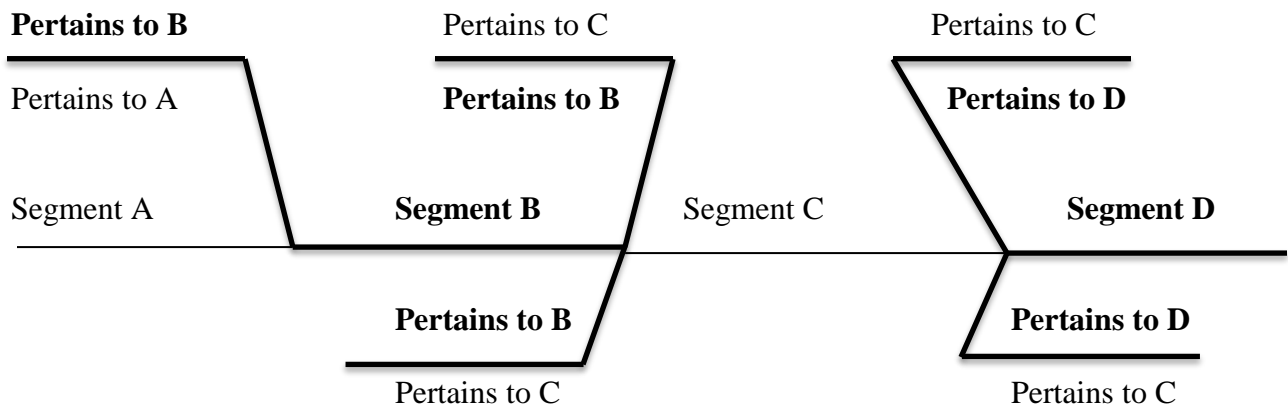 Pertains to B
Pertains to C
Pertains to C
Pertains to A
Pertains to B
Pertains to D
Segment A
Segment B
Segment C
Segment D
Pertains to B
Pertains to D
Pertains to C
Pertains to C